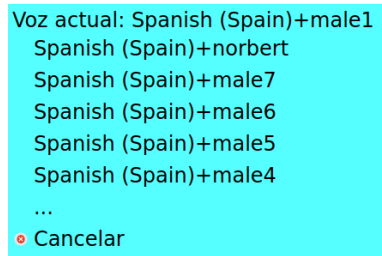 Voz actual: Spanish (Spain)+male1
Spanish (Spain)+norbert
Spanish (Spain)+male7
Spanish (Spain)+male6
Spanish (Spain)+male5
Spanish (Spain)+male4
...
Cancelar